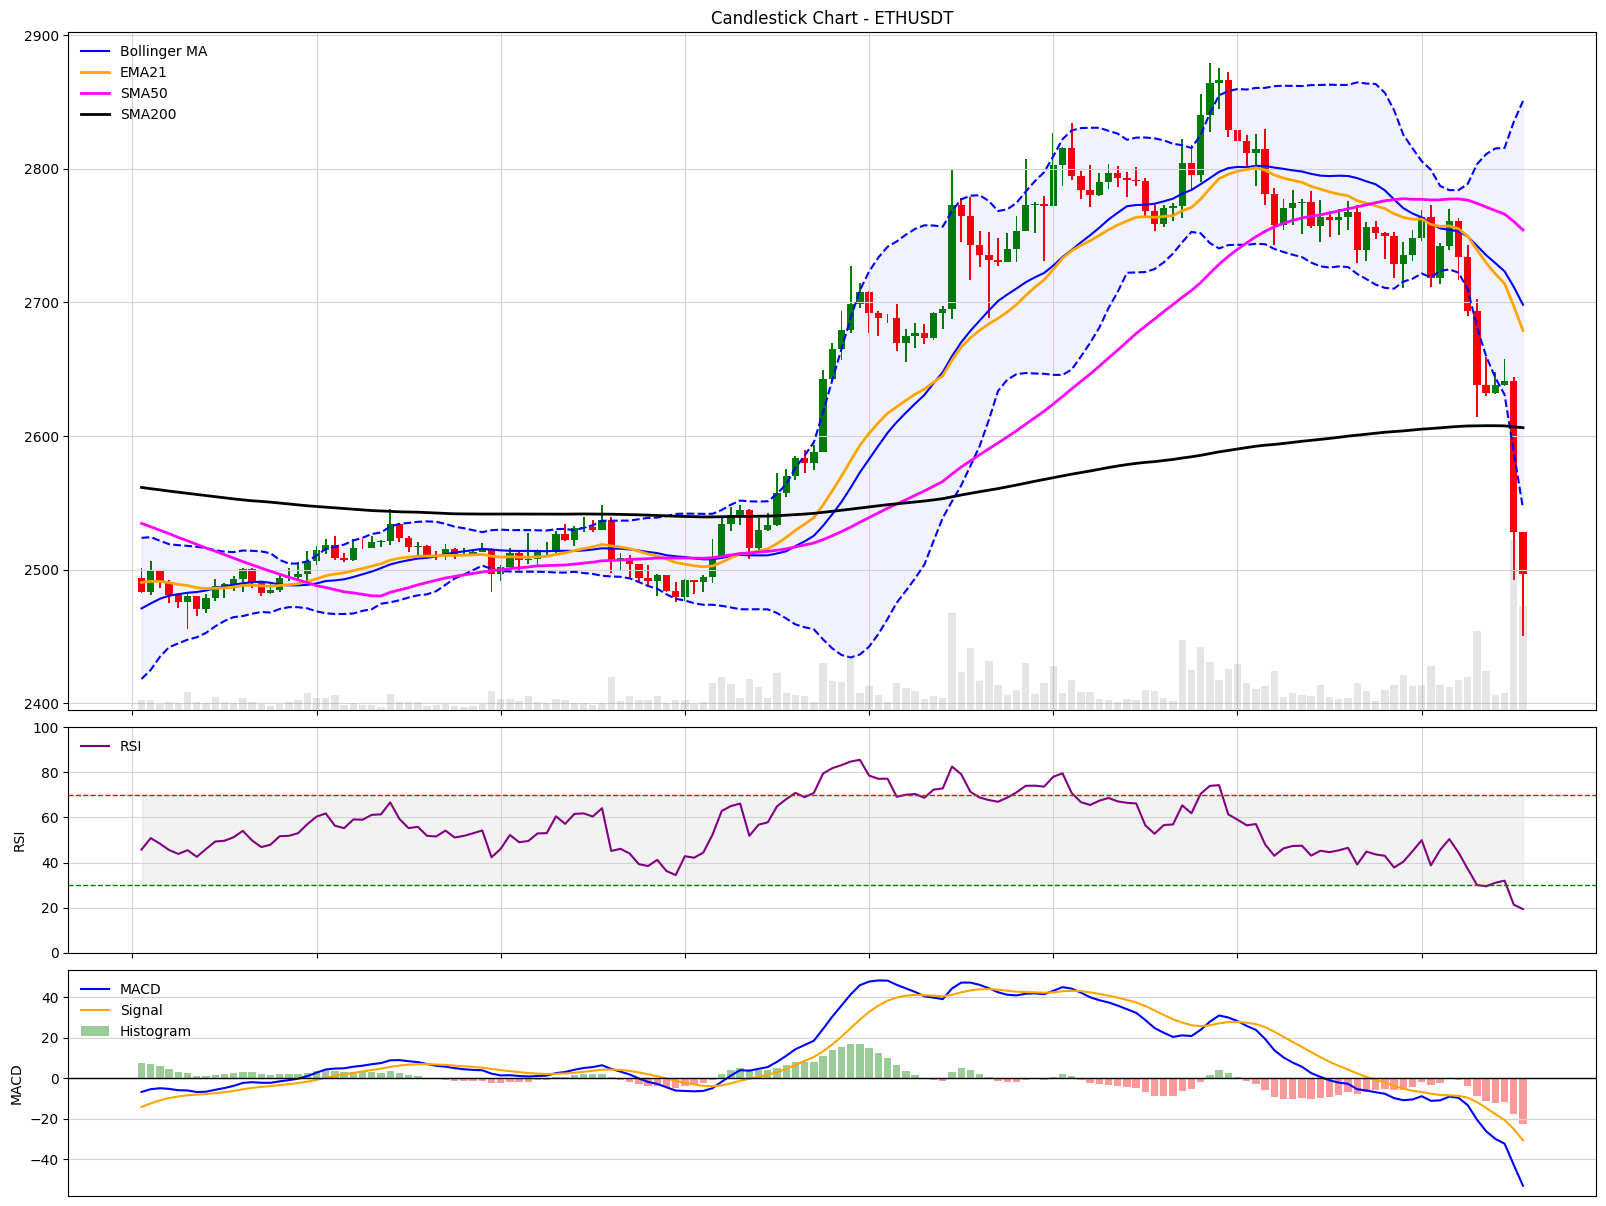 Candlestick Chart - ETHUSDT
Bollinger MA
EMA21
SMA50
SMA200
2900
2800
2700
2600
2500
2400
RSI
100
80
60
40
20
0
RSI
MACD
Signal
Histogram
40
20
0
−20
−40
MACD